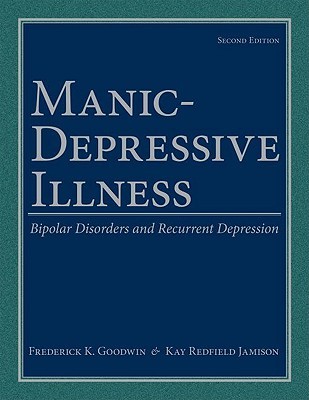 SECOND EDITION
MANIC-
DEPRESSIVE
ILLNESS
Bipolar Disorders and Recurrent Depression
FREDERICK K. GOODWIN & KAY REDFIELD JAMISON